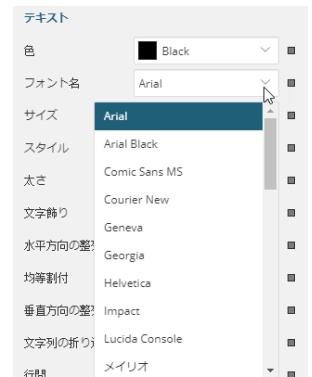 テキスト
色 Black
フォント名 Arial
サイズ Arial
スタイル Arial Black
太さ Comic Sans MS
文字飾り Courier New
Geneva
水平方向の整
Georgia
均等割付 Helvetica
垂直方向の整 Impact
文字列の折り Lucida Console
行間 メイリオ